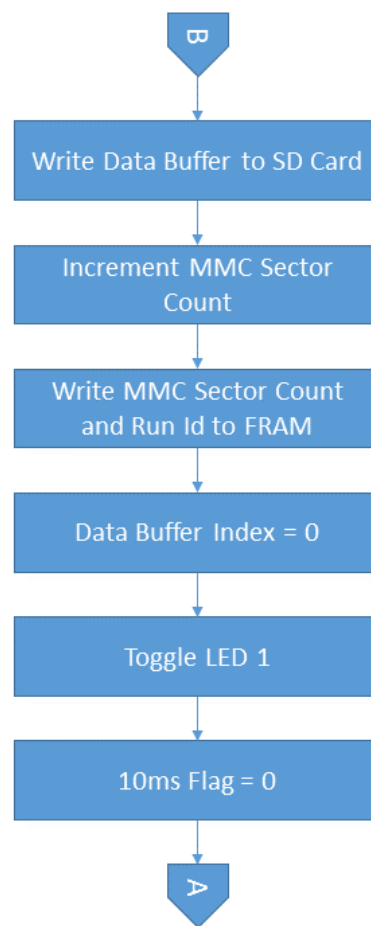 B
Write Data Buffer to SD Card
Increment MMC Sector
Count
Write MMC Sector Count
and Run Id to FRAM
Data Buffer Index = 0
Toggle LED 1
10ms Flag = 0
A